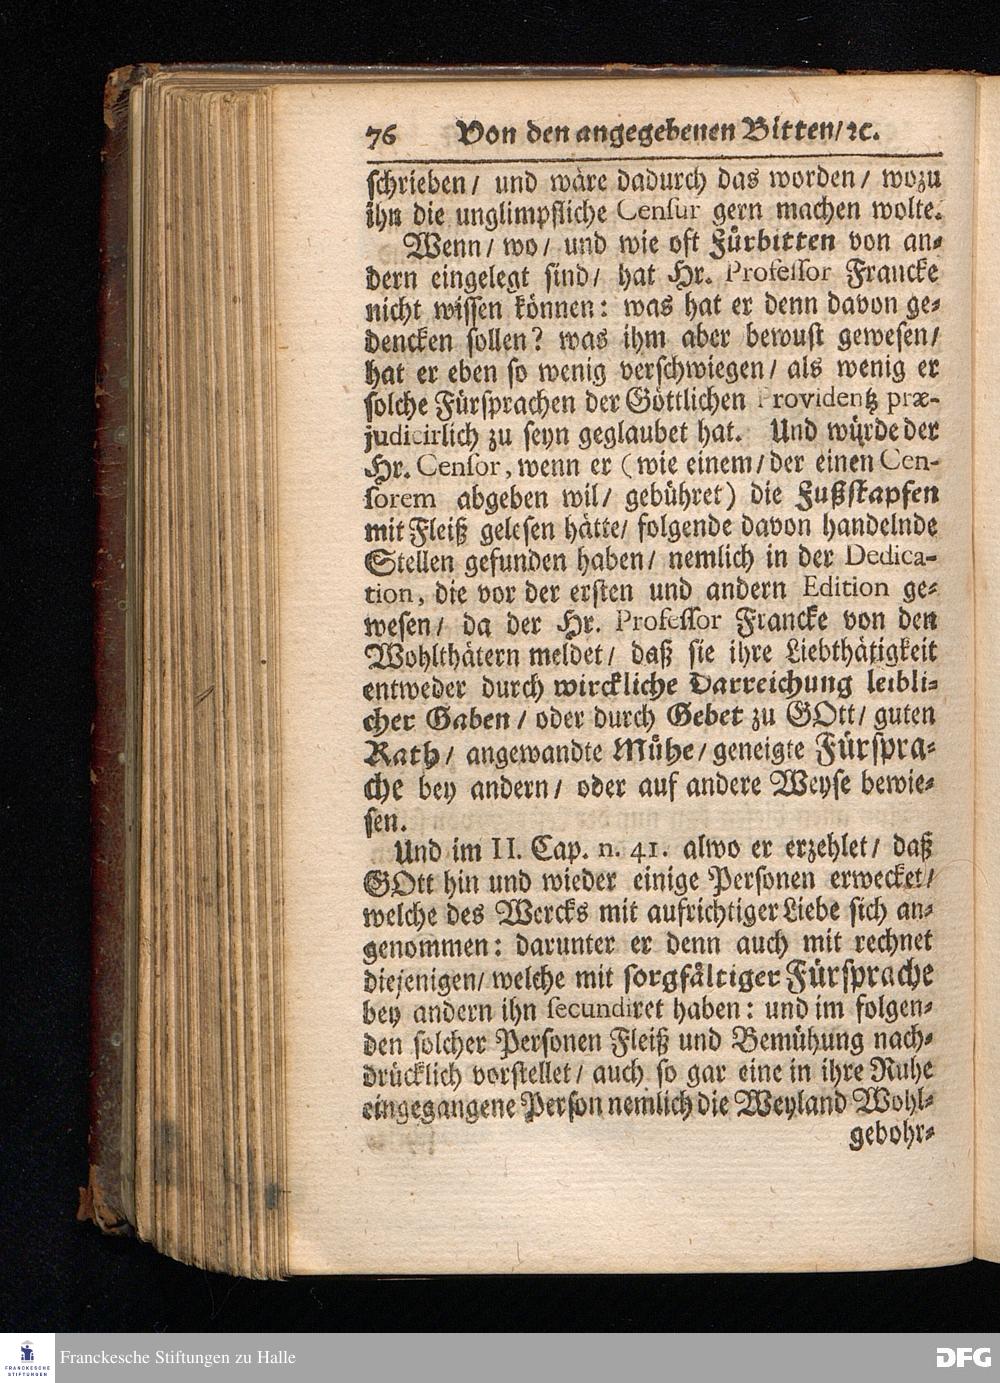 76 Von den angegebenen Bitten/ ꝛc.
schrieben/ und wäre dadurch das worden/ wozu
ihn die unglimpfliche Censur gern machen wolte.
Wenn/ wo/ und wie oft Fürbitten von an⸗
dern eingelegt sind/ hat Hr. Professor Francke
nicht wissen können: was hat er denn davon ge⸗
dencken sollen? was ihm aber bewust gewesen/
hat er eben so wenig verschwiegen/ als wenig er
solche Fürsprachen der Göttlichen Providentz præ-
judicirlich zu seyn geglaubet hat. Und würde der
Hr. Censor, wenn er (wie einem/ der einen Cen-
sorem abgeben wil/ gebühret) die Fußstapfen
mit Fleiß gelesen hätte/ folgende davon handelnde
Stellen gefunden haben/ nemlich in der Dedica-
tion, die vor der ersten und andern Edition ge⸗
wesen/ da der Hr. Professor Francke von den
Wohlthätern meldet/ daß sie ihre Liebthätigkeit
entweder durch wirckliche Darreichung leibli⸗
cher Gaben/ oder durch Gebet zu GOtt/ guten
Rath/ angewandte Mühe/ geneigte Fürspra⸗
che bey andern/ oder auf andere Weyse bewie⸗
sen.
Und im II. Cap. n. 41. alwo er erzehlet/ daß
GOtt hin und wieder einige Personen erwecket/
welche des Wercks mit aufrichtiger Liebe sich an⸗
genommen: darunter er denn auch mit rechnet
diejenigen/ welche mit sorgfältiger Fürsprache
bey andern ihn secundiret haben: und im folgen⸗
den solcher Personen Fleiß und Bemühung nach⸗
drücklich vorstellet/ auch so gar eine in ihre Ruhe
eingegangene Person nemlich die Weyland Wohl⸗
gebohr⸗
FRANCKESCHE
STIFTUNGEN
Franckesche Stiftungen zu Halle
DFG